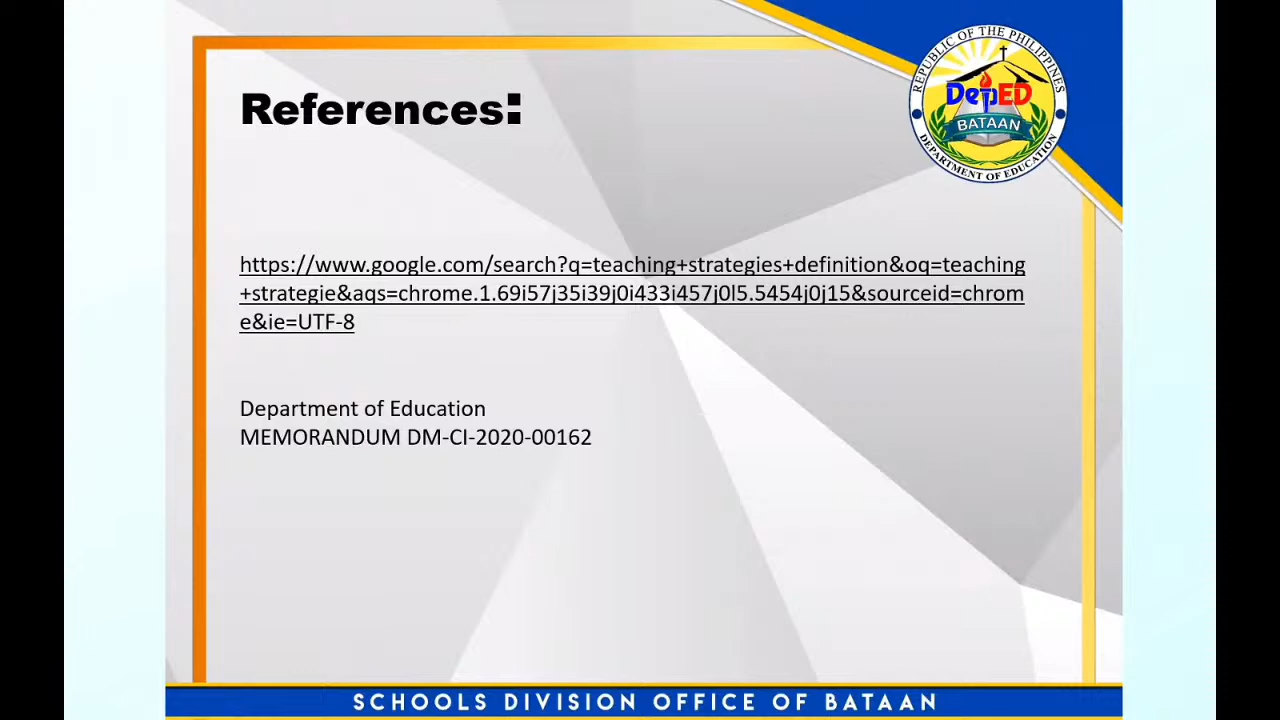 References:
REPUBLIC OF THE PHILIPPINES
DepED
BATAAN
DEPARTMENT OF EDUCATION
https://www.google.com/search?q=teaching+strategies+definition&oq=teaching
+strategie&aqs=chrome.1.69i57j35i39j0i433i457j0l5.5454j0j15&sourceid=chrom
e&ie=UTF-8
Department of Education
MEMORANDUM DM-CI-2020-00162
SCHOOLS DIVISION OFFICE OF BATAAN